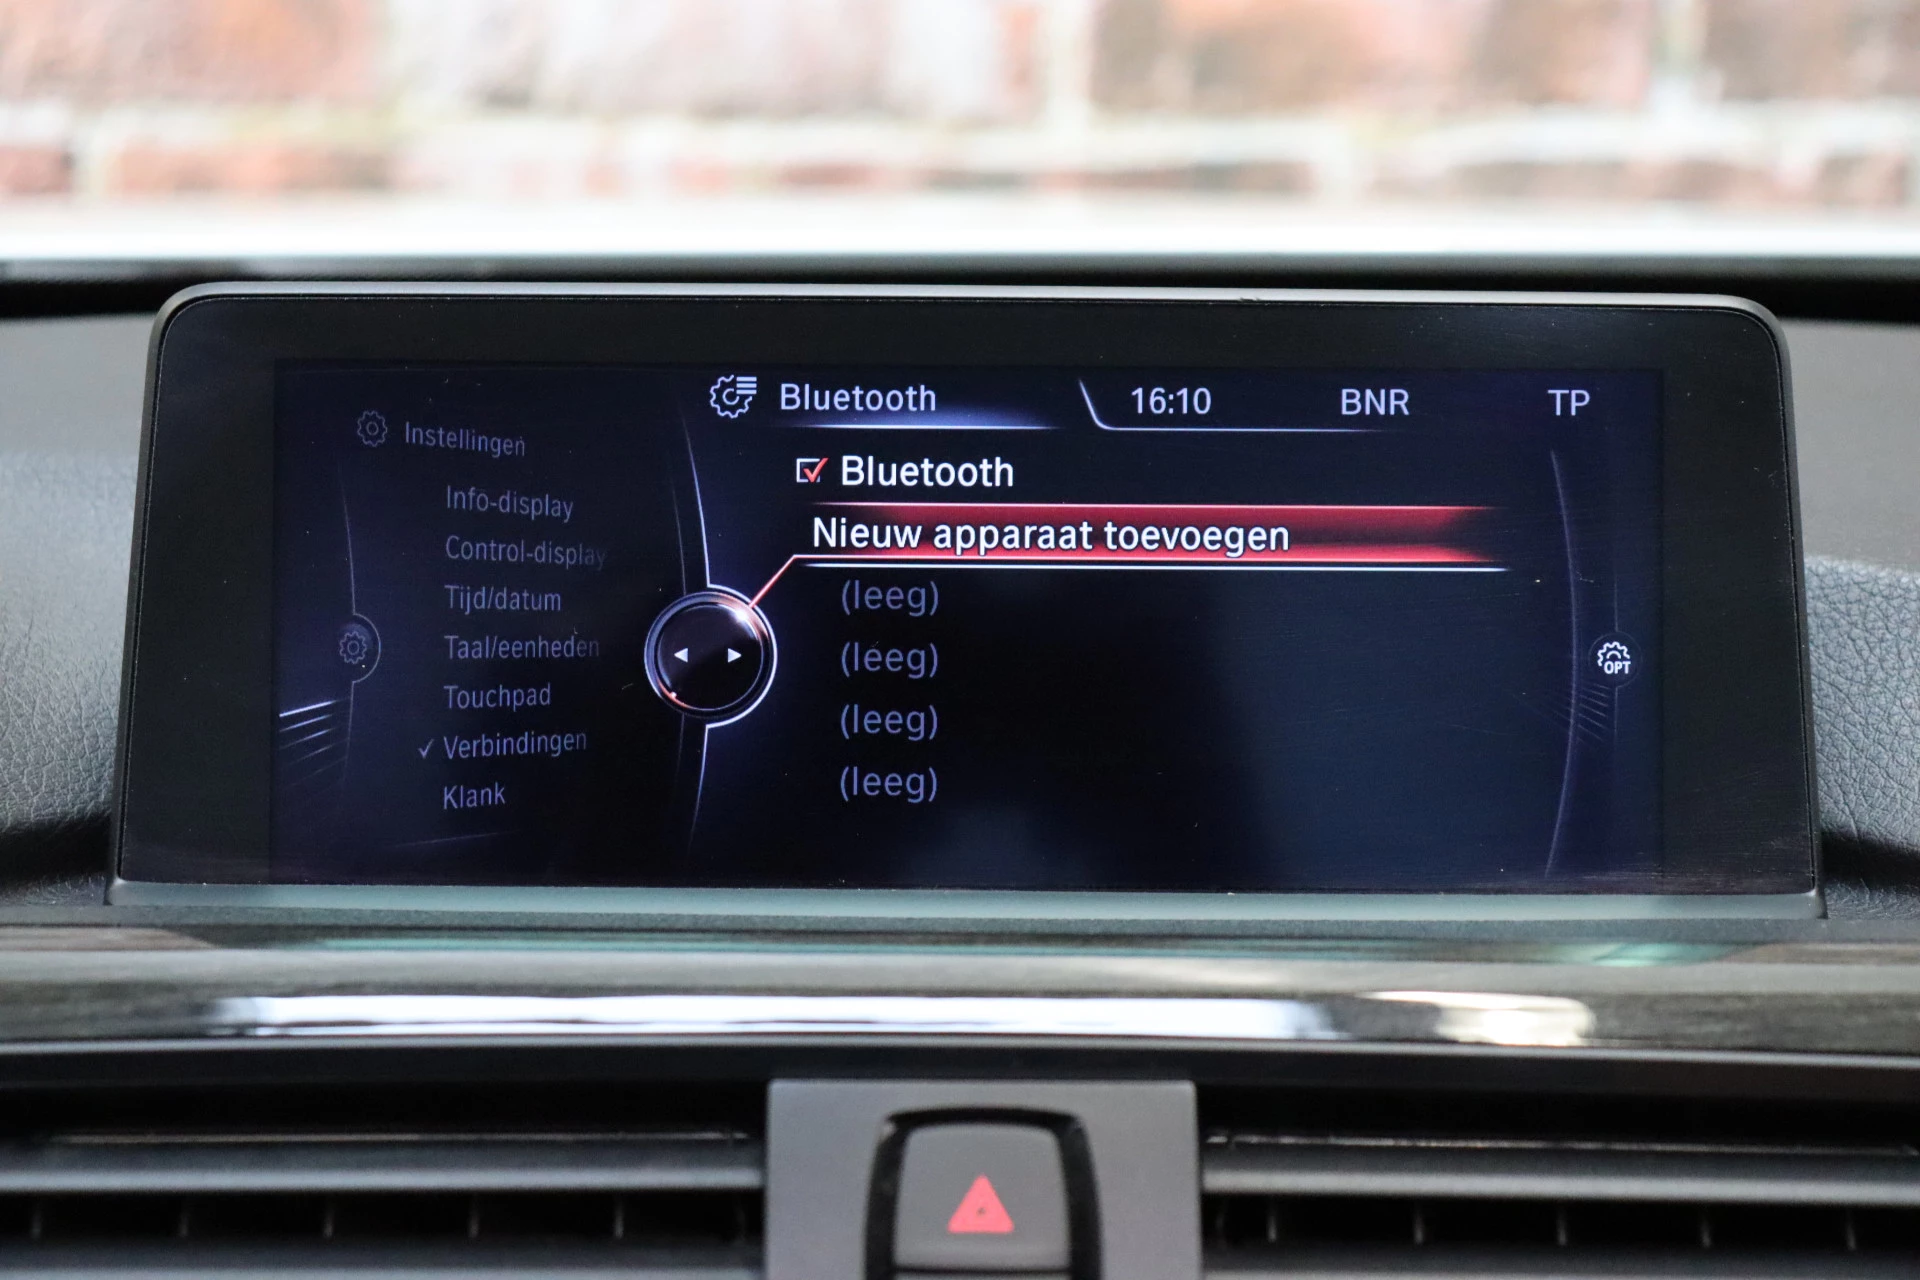 Bluetooth 16:10 BNR TP
Instellingen
Info-display
Control-display
Tijd/datum
Taal/eenheden
Touchpad
✓ Verbindingen
Klank
Bluetooth
Nieuw apparaat toevoegen
(leeg)
(leeg)
(leeg)
(leeg)
OPT